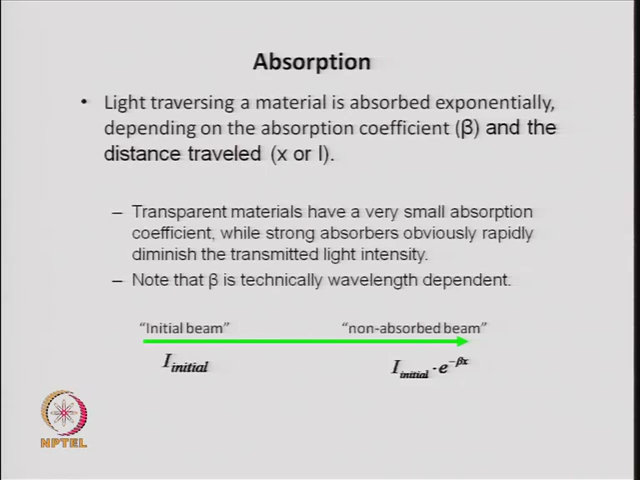 Absorption
• Light traversing a material is absorbed exponentially,
depending on the absorption coefficient (β) and the
distance traveled (x or l).
– Transparent materials have a very small absorption
coefficient, while strong absorbers obviously rapidly
diminish the transmitted light intensity.
– Note that β is technically wavelength dependent.
"Initial beam" "non-absorbed beam"
I_initial I_initial · e^−βx
NPTEL